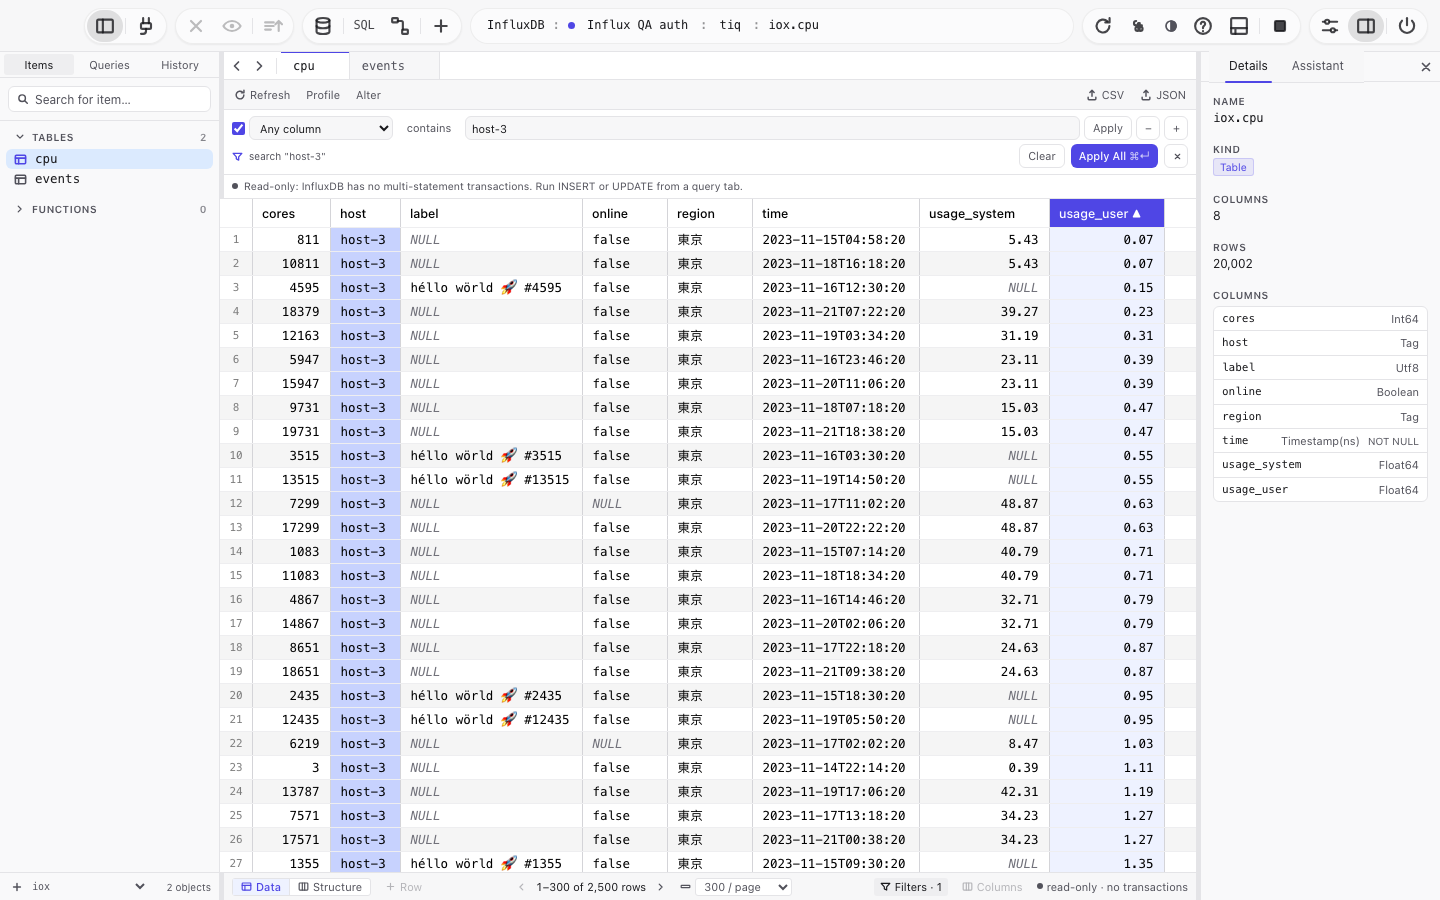 SQL
InfluxDB : ● Influx QA auth : tiq : iox.cpu
Items Queries History
Search for item...
TABLES 2
cpu
events
FUNCTIONS 0
cpu events
Refresh Profile Alter CSV JSON
Any column contains host-3 Apply − +
search "host-3" Clear Apply All ⌘↵ ×
Read-only: InfluxDB has no multi-statement transactions. Run INSERT or UPDATE from a query tab.
cores host label online region time usage_system usage_user ▲
1 811 host-3 NULL false 東京 2023-11-15T04:58:20 5.43 0.07
2 10811 host-3 NULL false 東京 2023-11-18T16:18:20 5.43 0.07
3 4595 host-3 héllo wörld 🚀 #4595 false 東京 2023-11-16T12:30:20 NULL 0.15
4 18379 host-3 NULL false 東京 2023-11-21T07:22:20 39.27 0.23
5 12163 host-3 NULL false 東京 2023-11-19T03:34:20 31.19 0.31
6 5947 host-3 NULL false 東京 2023-11-16T23:46:20 23.11 0.39
7 15947 host-3 NULL false 東京 2023-11-20T11:06:20 23.11 0.39
8 9731 host-3 NULL false 東京 2023-11-18T07:18:20 15.03 0.47
9 19731 host-3 NULL false 東京 2023-11-21T18:38:20 15.03 0.47
10 3515 host-3 héllo wörld 🚀 #3515 false 東京 2023-11-16T03:30:20 NULL 0.55
11 13515 host-3 héllo wörld 🚀 #13515 false 東京 2023-11-19T14:50:20 NULL 0.55
12 7299 host-3 NULL NULL 東京 2023-11-17T11:02:20 48.87 0.63
13 17299 host-3 NULL false 東京 2023-11-20T22:22:20 48.87 0.63
14 1083 host-3 NULL false 東京 2023-11-15T07:14:20 40.79 0.71
15 11083 host-3 NULL false 東京 2023-11-18T18:34:20 40.79 0.71
16 4867 host-3 NULL false 東京 2023-11-16T14:46:20 32.71 0.79
17 14867 host-3 NULL false 東京 2023-11-20T02:06:20 32.71 0.79
18 8651 host-3 NULL false 東京 2023-11-17T22:18:20 24.63 0.87
19 18651 host-3 NULL false 東京 2023-11-21T09:38:20 24.63 0.87
20 2435 host-3 héllo wörld 🚀 #2435 false 東京 2023-11-15T18:30:20 NULL 0.95
21 12435 host-3 héllo wörld 🚀 #12435 false 東京 2023-11-19T05:50:20 NULL 0.95
22 6219 host-3 NULL NULL 東京 2023-11-17T02:02:20 8.47 1.03
23 3 host-3 NULL false 東京 2023-11-14T22:14:20 0.39 1.11
24 13787 host-3 NULL false 東京 2023-11-19T17:06:20 42.31 1.19
25 7571 host-3 NULL false 東京 2023-11-17T13:18:20 34.23 1.27
26 17571 host-3 NULL false 東京 2023-11-21T00:38:20 34.23 1.27
27 1355 host-3 héllo wörld 🚀 #1355 false 東京 2023-11-15T09:30:20 NULL 1.35
Details Assistant
NAME
iox.cpu
KIND
Table
COLUMNS
8
ROWS
20,002
COLUMNS
cores Int64
host Tag
label Utf8
online Boolean
region Tag
time Timestamp(ns) NOT NULL
usage_system Float64
usage_user Float64
+ iox 2 objects
Data Structure + Row 1–300 of 2,500 rows 300 / page Filters · 1 Columns read-only · no transactions